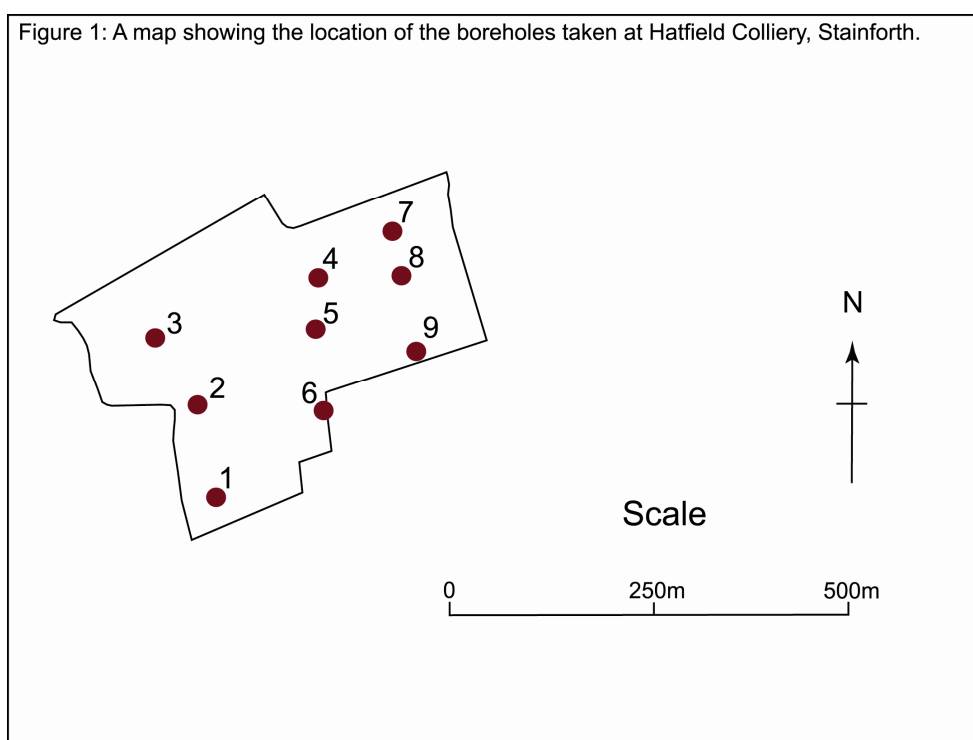 Figure 1: A map showing the location of the boreholes taken at Hatfield Colliery, Stainforth.
7
4
8
N
5
3
9
2
6
1
Scale
0 250m 500m